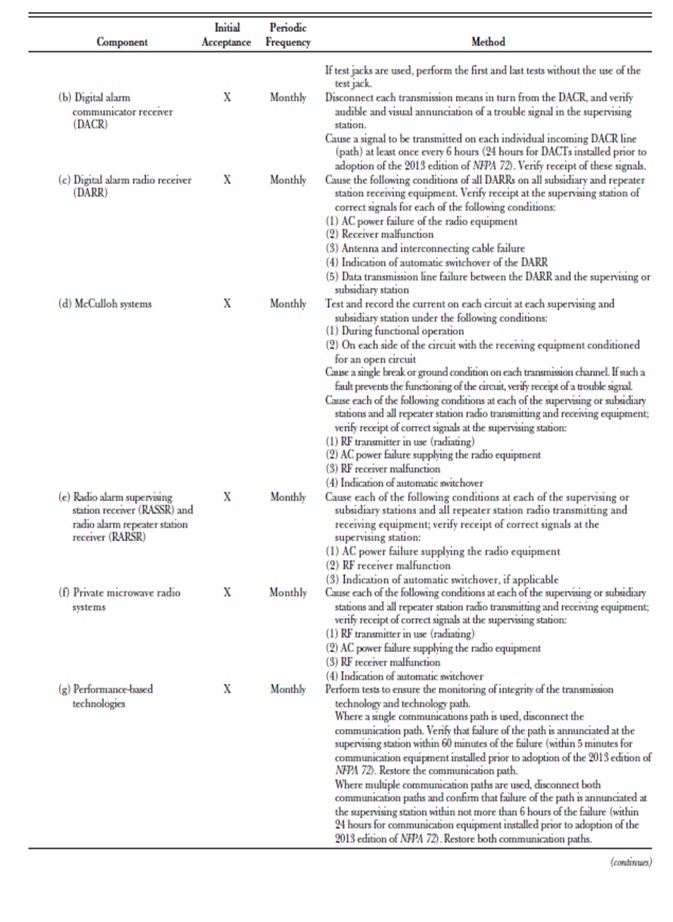 Component Initial Acceptance Periodic Frequency Method
If test jacks are used, perform the first and last tests without the use of the
test jack.
(b) Digital alarm X Monthly Disconnect each transmission means in turn from the DACR, and verify
communicator receiver audible and visual annunciation of a trouble signal in the supervising
(DACR) station.
Cause a signal to be transmitted on each individual incoming DACR line
(path) at least once every 6 hours (24 hours for DACTs installed prior to
adoption of the 2013 edition of NFPA 72). Verify receipt of these signals.
(c) Digital alarm radio receiver X Monthly Cause the following conditions of all DARRs on all subsidiary and repeater
(DARR) station receiving equipment. Verify receipt at the supervising station of
correct signals for each of the following conditions:
(1) AC power failure of the radio equipment
(2) Receiver malfunction
(3) Antenna and interconnecting cable failure
(4) Indication of automatic switchover of the DARR
(5) Data transmission line failure between the DARR and the supervising or
subsidiary station
(d) McCulloh systems X Monthly Test and record the current on each circuit at each supervising and
subsidiary station under the following conditions:
(1) During functional operation
(2) On each side of the circuit with the receiving equipment conditioned
for an open circuit
Cause a single break or ground condition on each transmission channel. If such a
fault prevents the functioning of the circuit, verify receipt of a trouble signal.
Cause each of the following conditions at each of the supervising or subsidiary
stations and all repeater station radio transmitting and receiving equipment;
verify receipt of correct signals at the supervising station:
(1) RF transmitter in use (radiating)
(2) AC power failure supplying the radio equipment
(3) RF receiver malfunction
(4) Indication of automatic switchover
(e) Radio alarm supervising X Monthly Cause each of the following conditions at each of the supervising or
station receiver (RASSR) and subsidiary stations and all repeater station radio transmitting and
radio alarm repeater station receiving equipment; verify receipt of correct signals at the
receiver (RARSR) supervising station:
(1) AC power failure supplying the radio equipment
(2) RF receiver malfunction
(3) Indication of automatic switchover, if applicable
(f) Private microwave radio X Monthly Cause each of the following conditions at each of the supervising or subsidiary
systems stations and all repeater station radio transmitting and receiving equipment;
verify receipt of correct signals at the supervising station:
(1) RF transmitter in use (radiating)
(2) AC power failure supplying the radio equipment
(3) RF receiver malfunction
(4) Indication of automatic switchover
(g) Performance-based X Monthly Perform tests to ensure the monitoring of integrity of the transmission
technologies technology and technology path.
Where a single communications path is used, disconnect the
communication path. Verify that failure of the path is annunciated at the
supervising station within 60 minutes of the failure (within 5 minutes for
communication equipment installed prior to adoption of the 2013 edition of
NFPA 72). Restore the communication path.
Where multiple communication paths are used, disconnect both
communication paths and confirm that failure of the path is annunciated at
the supervising station within not more than 6 hours of the failure (within
24 hours for communication equipment installed prior to adoption of the
2013 edition of NFPA 72). Restore both communication paths.
(continues)